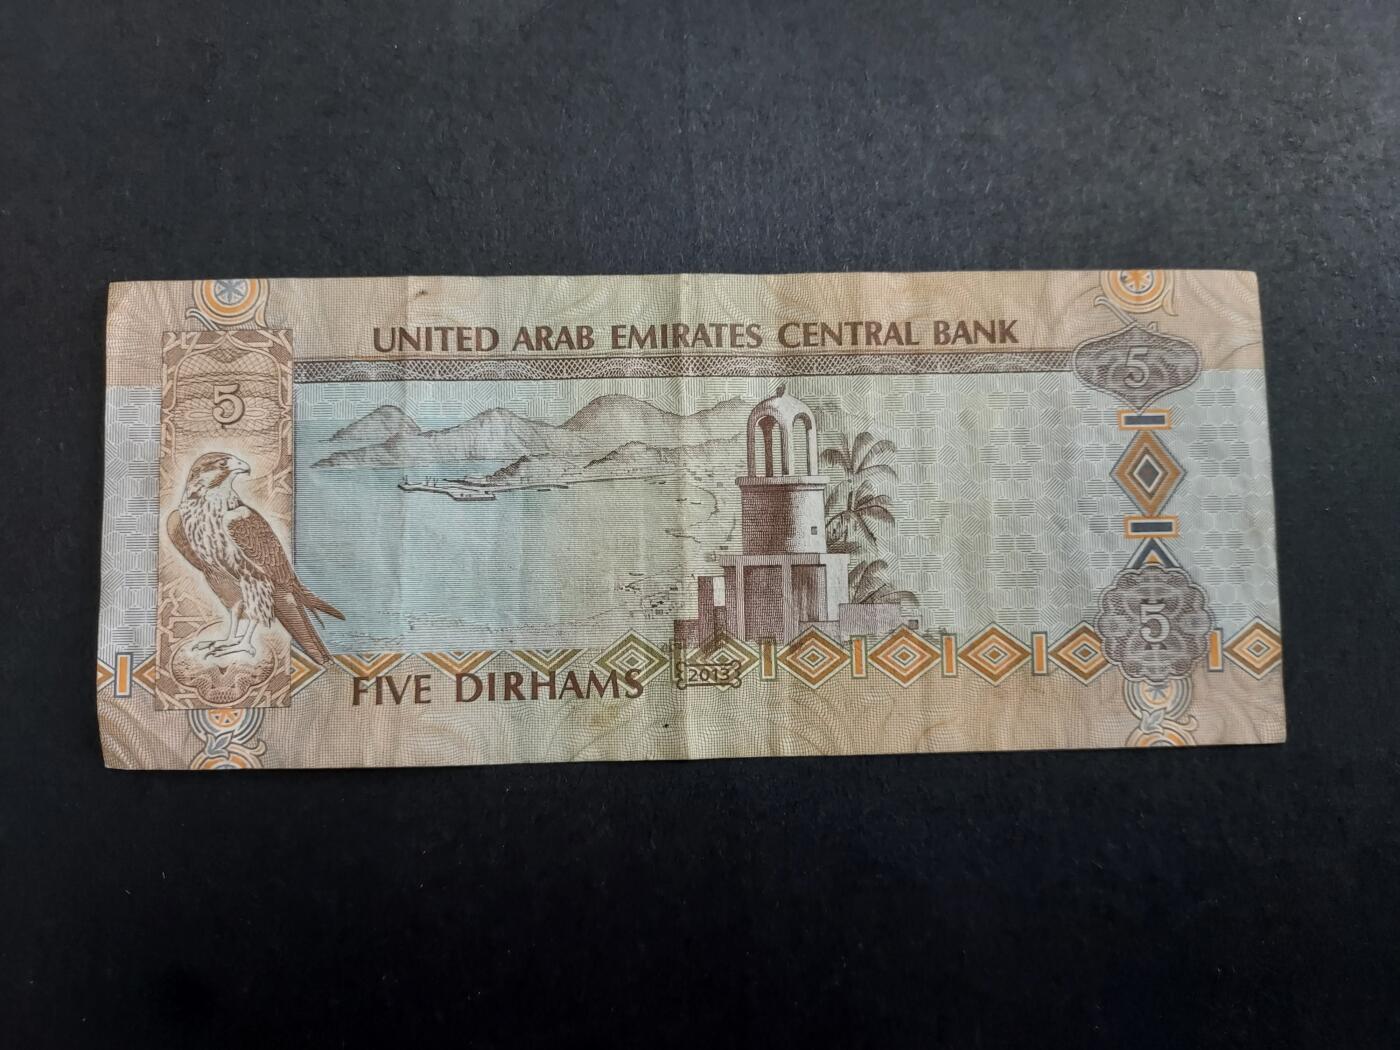 UNITED ARAB EMIRATES CENTRAL BANK
5
5
5
FIVE DIRHAMS
2013